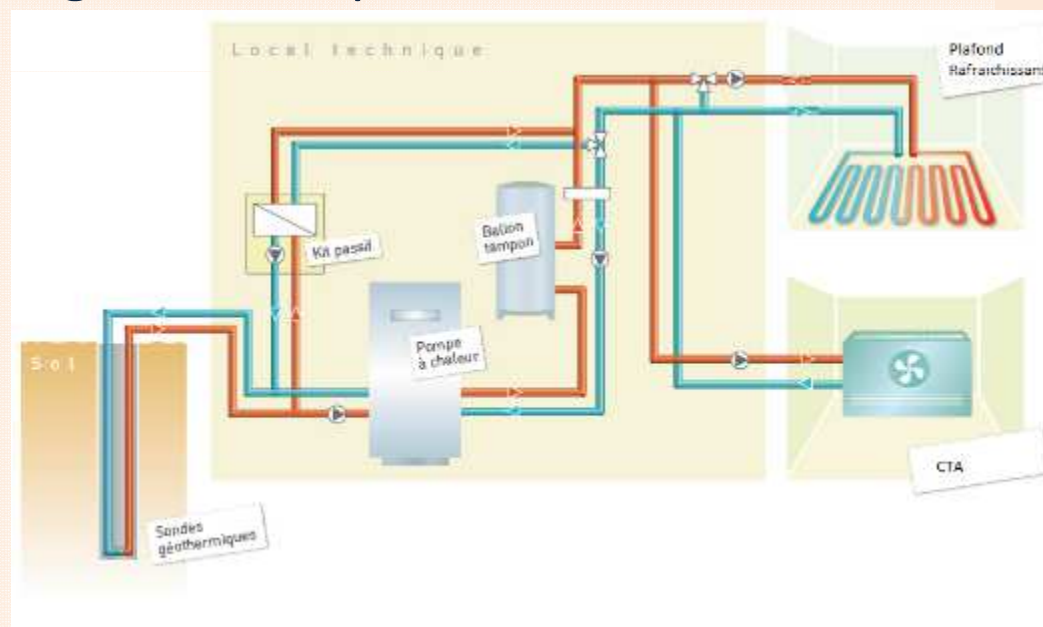 Local technique
Plafond
Rafraichissant
Kit passif
Ballon
tampon
Pompe
à chaleur
Sol
CTA
Sondes
géothermiques